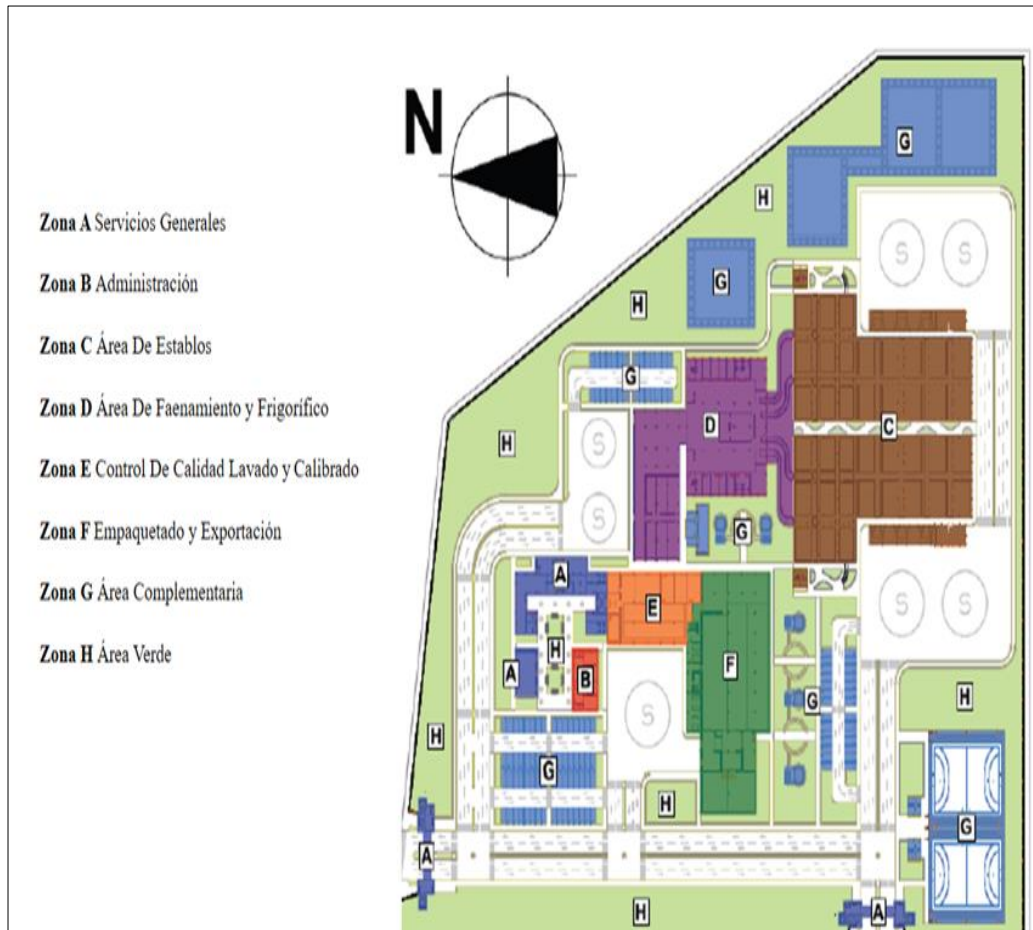 N
Zona A Servicios Generales
Zona B Administración
Zona C Área De Establos
Zona D Área De Faenamiento y Frigorífico
Zona E Control De Calidad Lavado y Calibrado
Zona F Empaquetado y Exportación
Zona G Área Complementaria
Zona H Área Verde
G
H
G
S S
H
G
D
C
H
S
S
G
A
E
S S
H
F
A
B
H
G
S
H
G
H
H
G
A
A
H